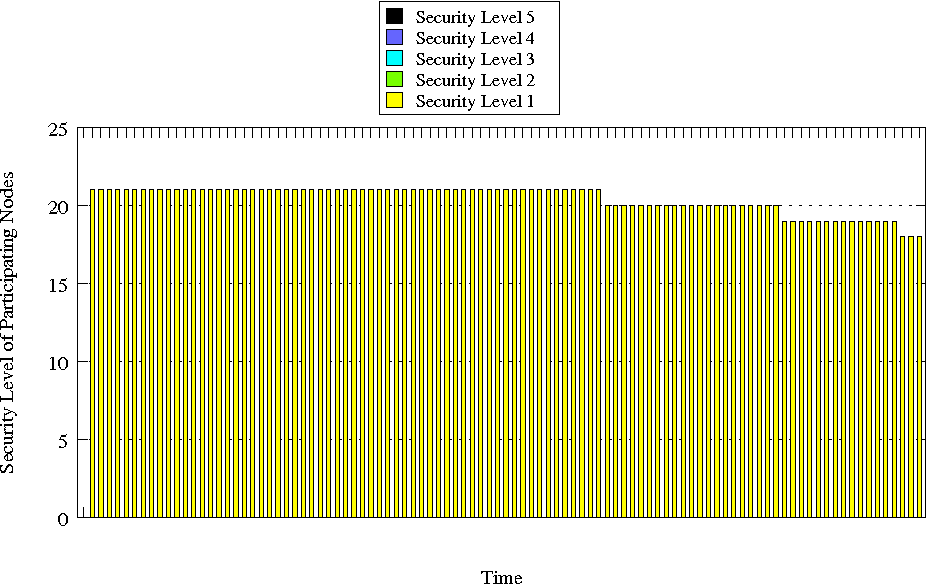 Security Level 5
Security Level 4
Security Level 3
Security Level 2
Security Level 1
25
20
15
10
5
0
Security Level of Participating Nodes
Time